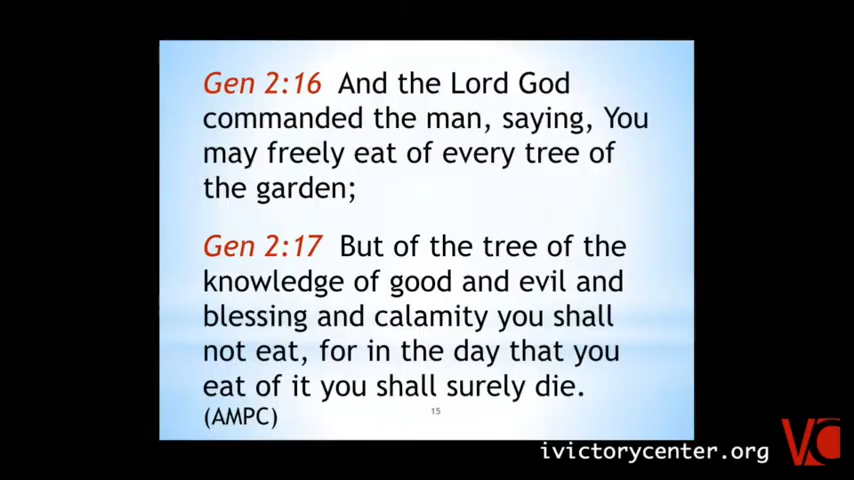 Gen 2:16 And the Lord God
commanded the man, saying, You
may freely eat of every tree of
the garden;
Gen 2:17 But of the tree of the
knowledge of good and evil and
blessing and calamity you shall
not eat, for in the day that you
eat of it you shall surely die.
(AMPC)
15
ivictorycenter.org
VC